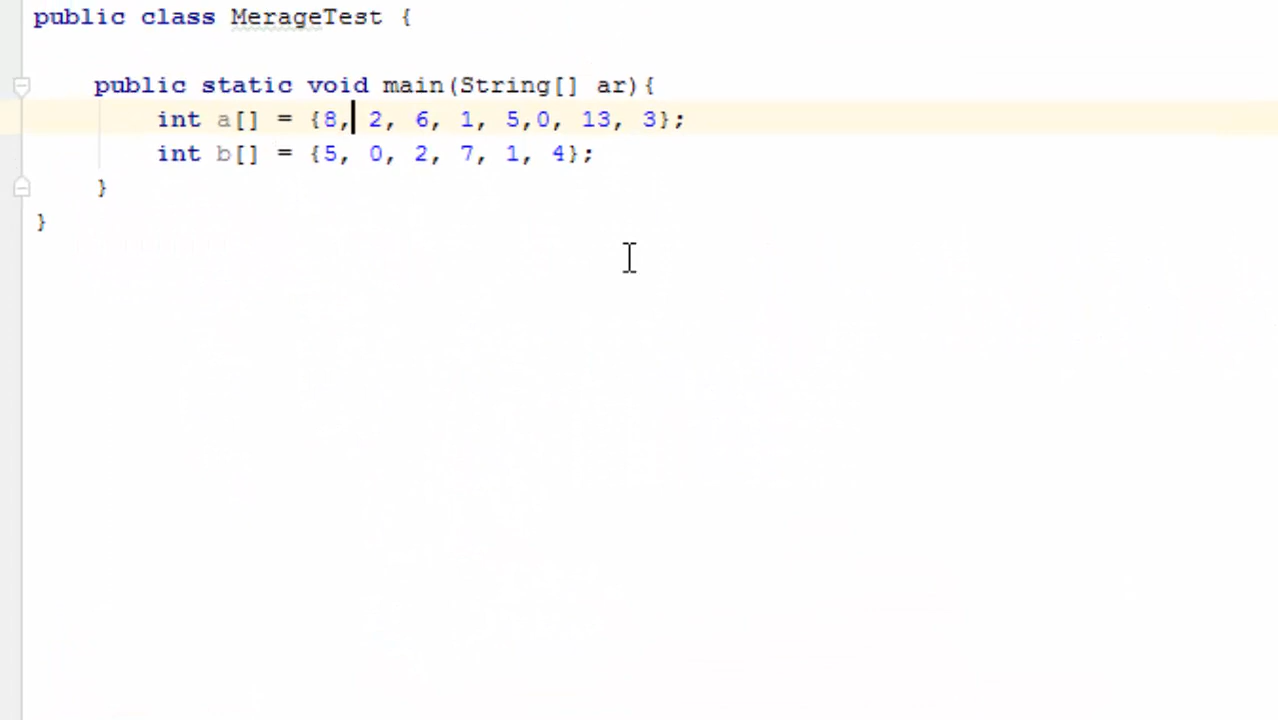 public class MerageTest {
public static void main(String[] ar){
int a[] = {8, 2, 6, 1, 5,0, 13, 3};
int b[] = {5, 0, 2, 7, 1, 4};
}
}